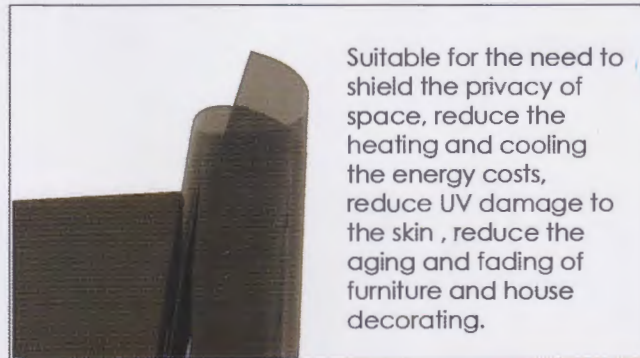 Suitable for the need to
shield the privacy of
space, reduce the
heating and cooling
the energy costs,
reduce UV damage to
the skin , reduce the
aging and fading of
furniture and house
decorating.